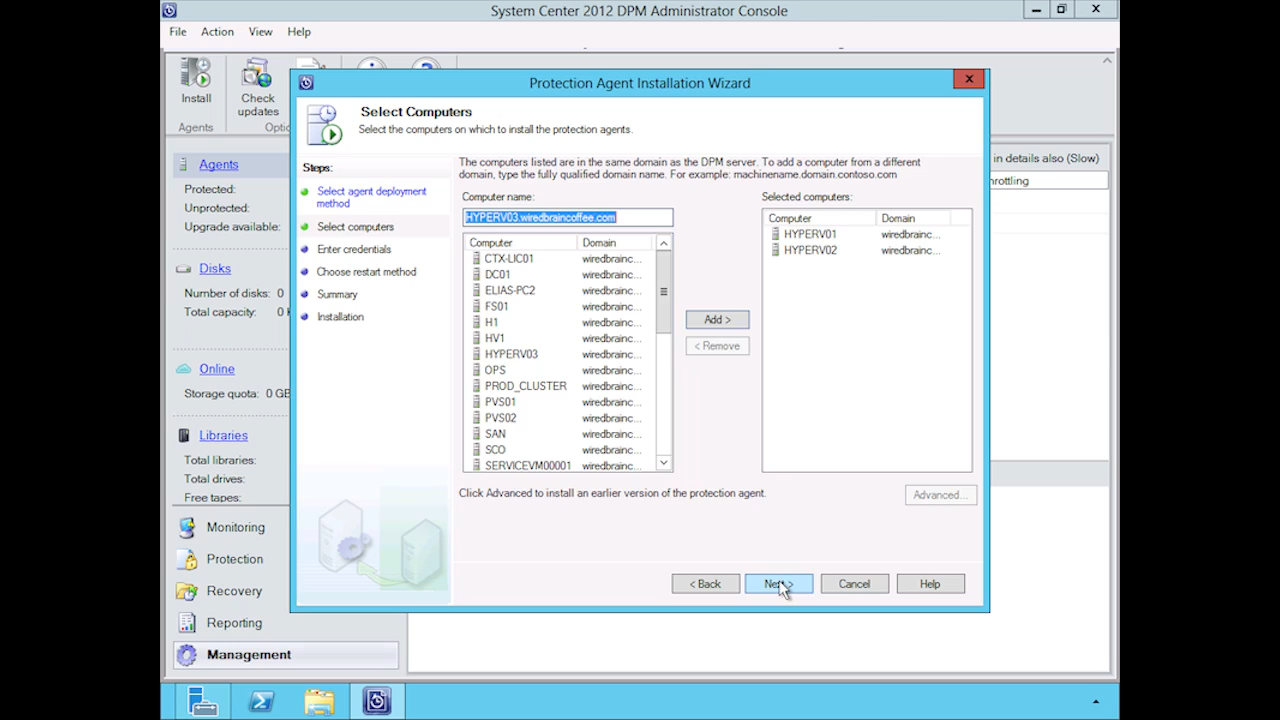 System Center 2012 DPM Administrator Console
File Action View Help
Install
Check updates
Agents
Protection Agent Installation Wizard
Select Computers
Select the computers on which to install the protection agents.
Steps:
Select agent deployment method
Select computers
Enter credentials
Choose restart method
Summary
Installation
The computers listed are in the same domain as the DPM server. To add a computer from a different
domain, type the fully qualified domain name. For example: machinename.domain.contoso.com
Computer name:
HYPERV03.wiredbraincoffee.com
Computer Domain
CTX-LIC01 wiredbrainc...
DC01 wiredbrainc...
ELIAS-PC2 wiredbrainc...
FS01 wiredbrainc...
H1 wiredbrainc...
HV1 wiredbrainc...
HYPERV03 wiredbrainc...
OPS wiredbrainc...
PROD_CLUSTER wiredbrainc...
PVS01 wiredbrainc...
PVS02 wiredbrainc...
SAN wiredbrainc...
SCO wiredbrainc...
SERVICEVM00001 wiredbrainc...
Add >
< Remove
Selected computers:
Computer Domain
HYPERV01 wiredbrainc...
HYPERV02 wiredbrainc...
Click Advanced to install an earlier version of the protection agent.
Advanced...
< Back Next > Cancel Help
Agents
Protected:
Unprotected:
Upgrade available:
Disks
Number of disks: 0
Total capacity: 0
Online
Storage quota: 0 GB
Libraries
Total libraries:
Total drives:
Free tapes:
Monitoring
Protection
Recovery
Reporting
Management
in details also (Slow)